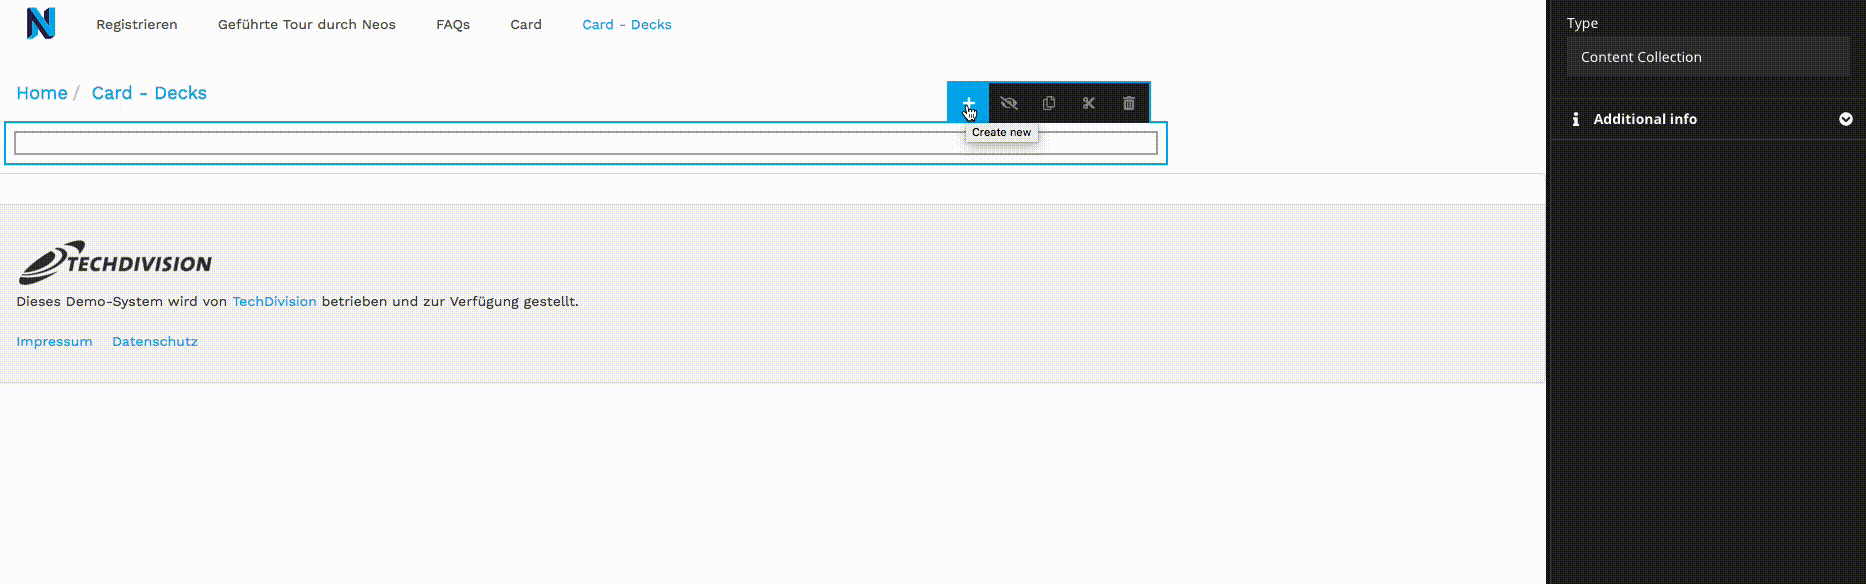 Registrieren Geführte Tour durch Neos FAQs Card Card - Decks
Type
Content Collection
Home / Card - Decks
Additional info
Create new
TECHDIVISION
Dieses Demo-System wird von TechDivision betrieben und zur Verfügung gestellt.
Impressum Datenschutz